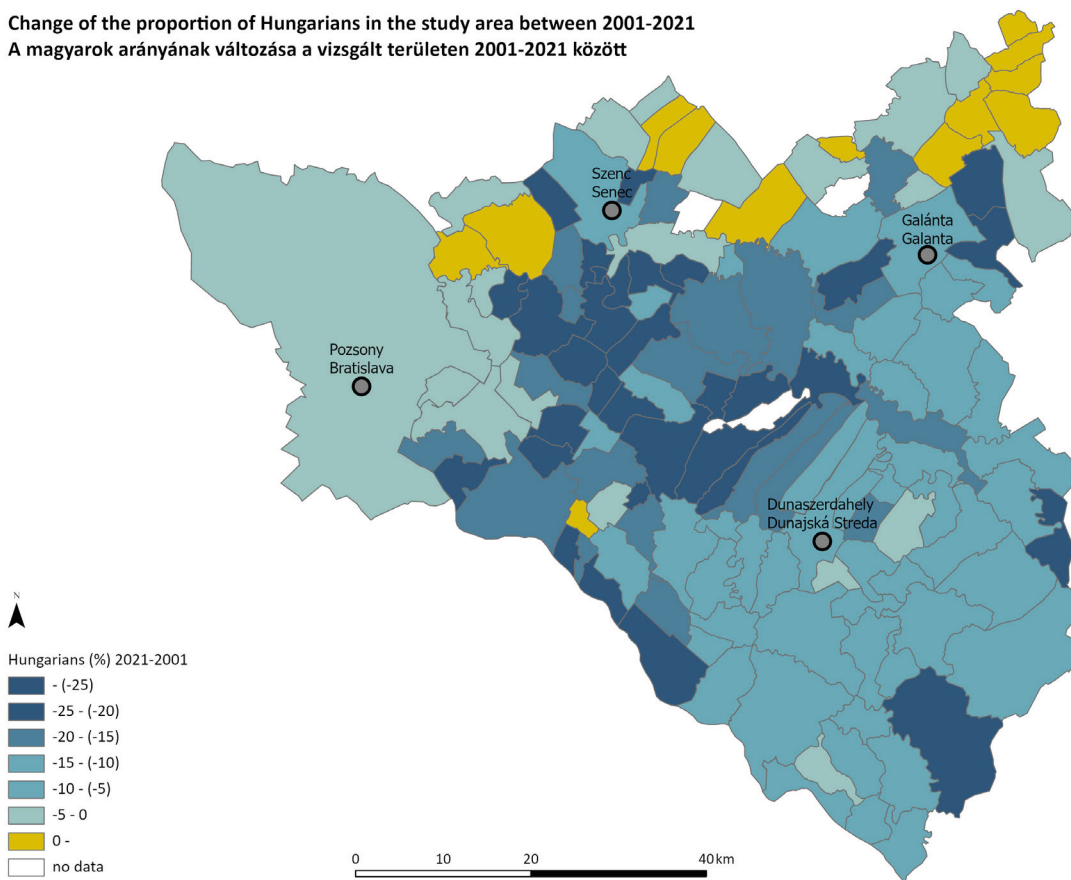 Change of the proportion of Hungarians in the study area between 2001-2021
A magyarok arányának változása a vizsgált területen 2001-2021 között
Szenc
Senec
Galánta
Galanta
Pozsony
Bratislava
Dunaszerdahely
Dunajská Streda
N
Hungarians (%) 2021-2001
- (-25)
-25 - (-20)
-20 - (-15)
-15 - (-10)
-10 - (-5)
-5 - 0
0 -
no data
0 10 20 40 km